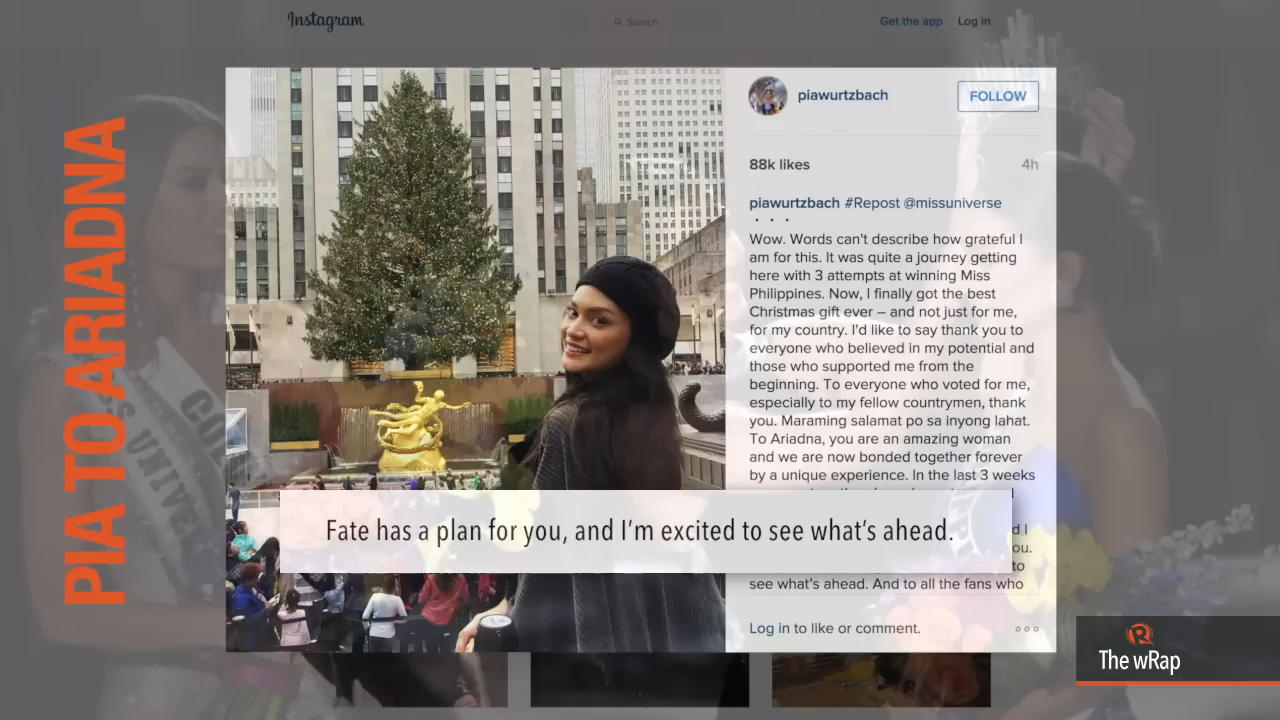 Instagram
Search
Get the app
Log in
PIA TO ARIADNA
piawurtzbach
FOLLOW
88k likes
4h
piawurtzbach #Repost @missuniverse
・・・
Wow. Words can't describe how grateful I
am for this. It was quite a journey getting
here with 3 attempts at winning Miss
Philippines. Now, I finally got the best
Christmas gift ever – and not just for me,
for my country. I'd like to say thank you to
everyone who believed in my potential and
those who supported me from the
beginning. To everyone who voted for me,
especially to my fellow countrymen, thank
you. Maraming salamat po sa inyong lahat.
To Ariadna, you are an amazing woman
and we are now bonded together forever
by a unique experience. In the last 3 weeks
Fate has a plan for you, and I'm excited to see what's ahead.
to
see what's ahead. And to all the fans who
Log in to like or comment.
The wRap